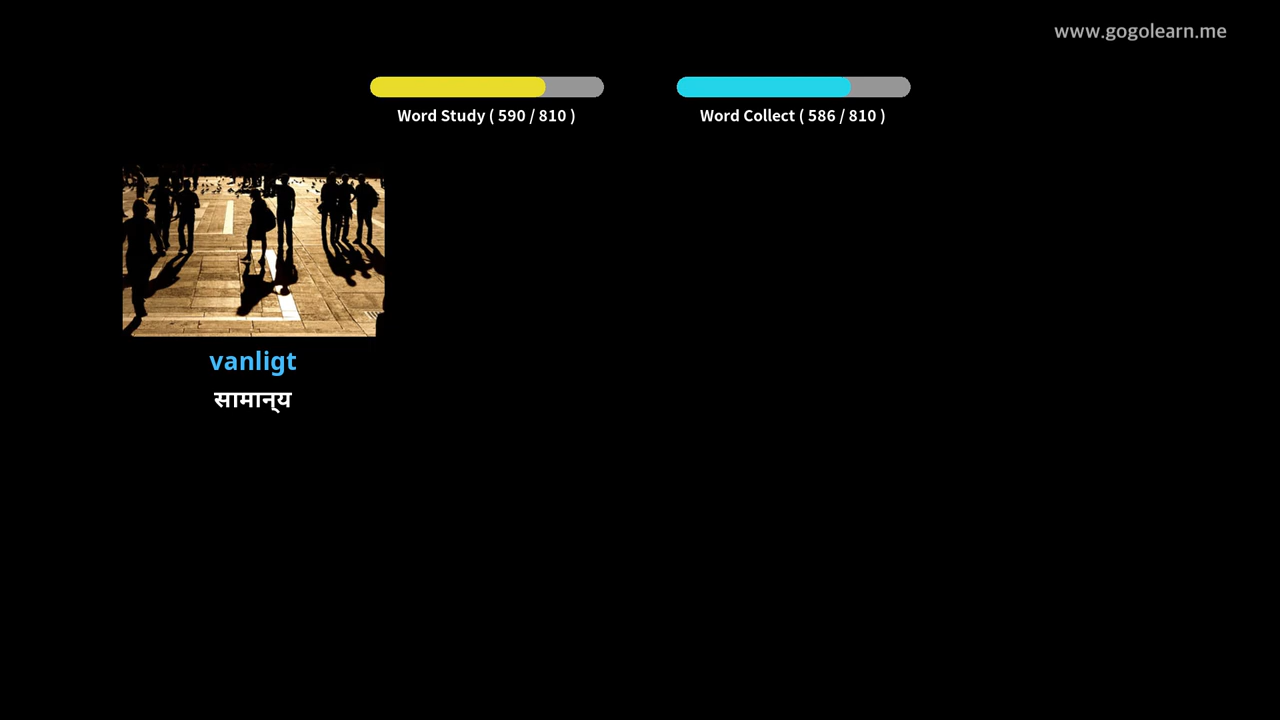 www.gogolearn.me
Word Study ( 590 / 810 )
Word Collect ( 586 / 810 )
vanligt
सामान्य